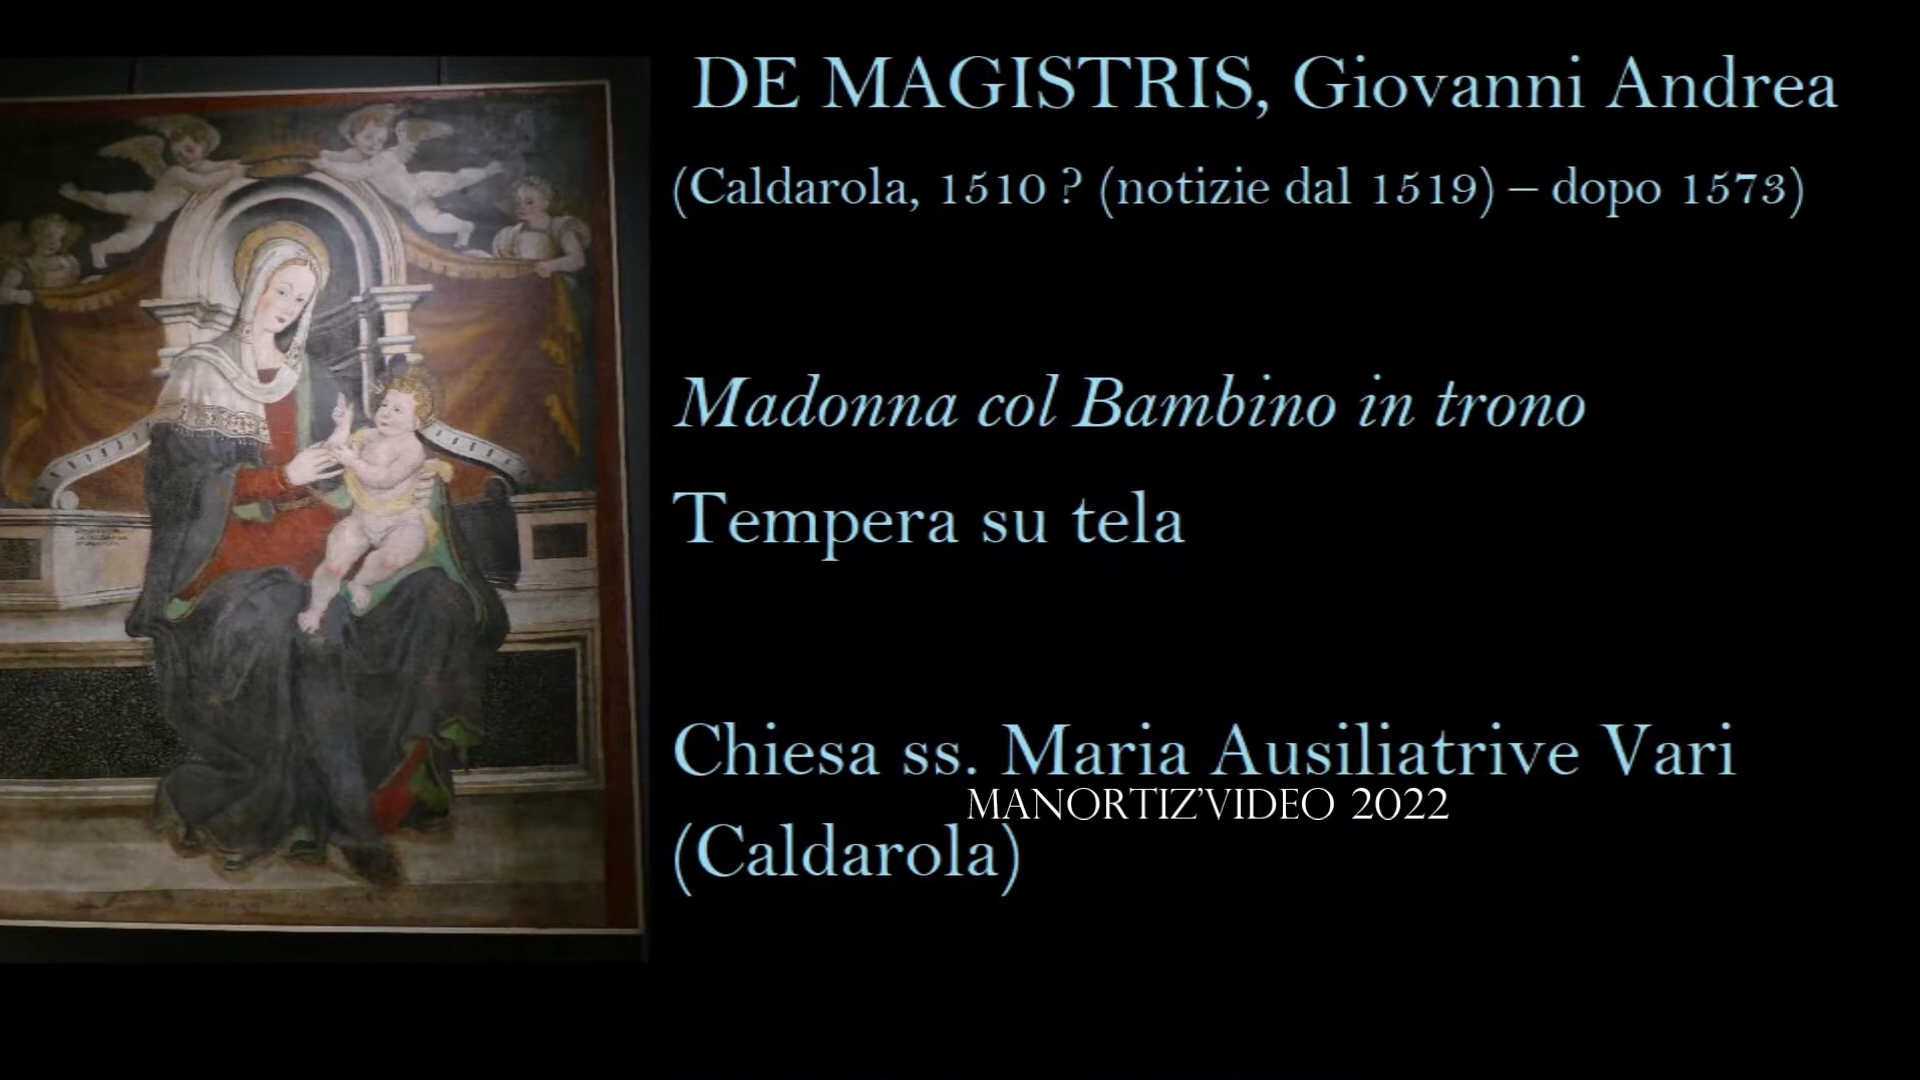 DE MAGISTRIS, Giovanni Andrea
(Caldarola, 1510 ? (notizie dal 1519) – dopo 1573)
Madonna col Bambino in trono
Tempera su tela
Chiesa ss. Maria Ausiliatrive Vari
MANORTIZ'VIDEO 2022
(Caldarola)